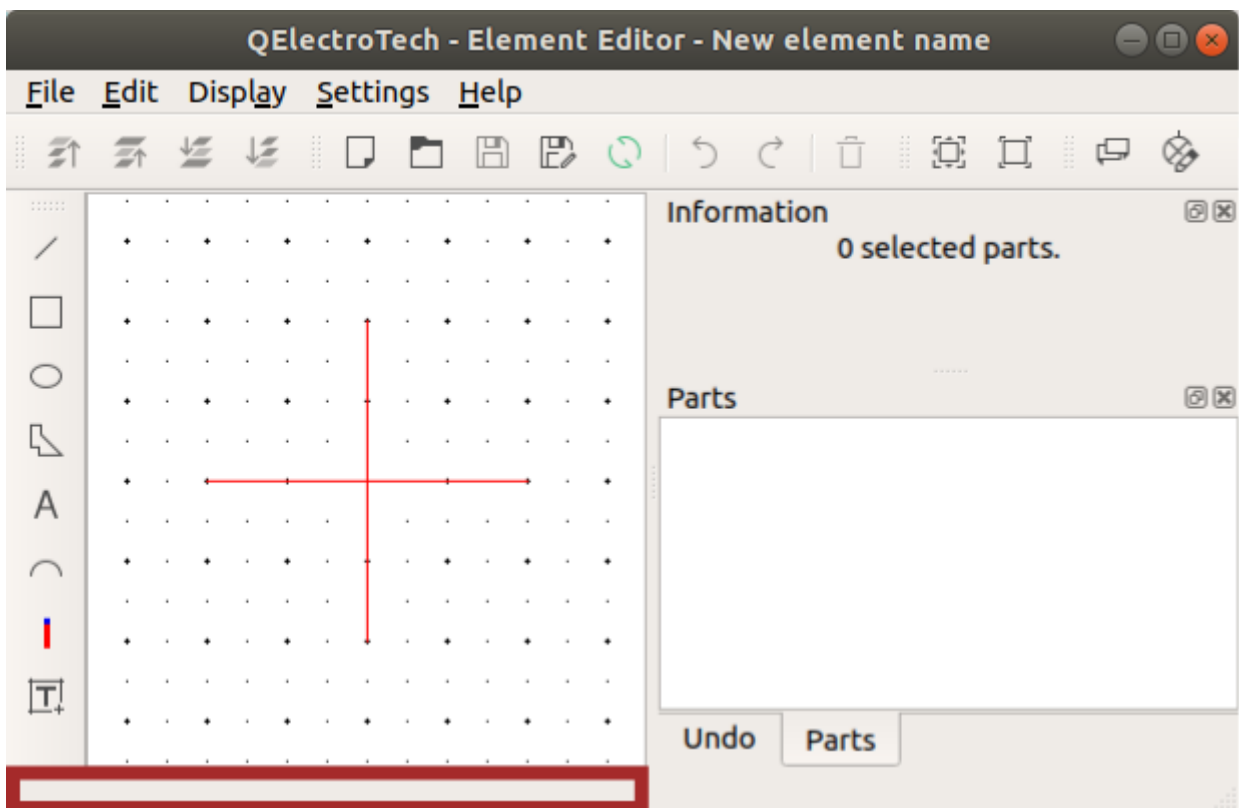 QElectroTech - Element Editor - New element name
File Edit Display Settings Help
Information
0 selected parts.
Parts
A
T
Undo Parts